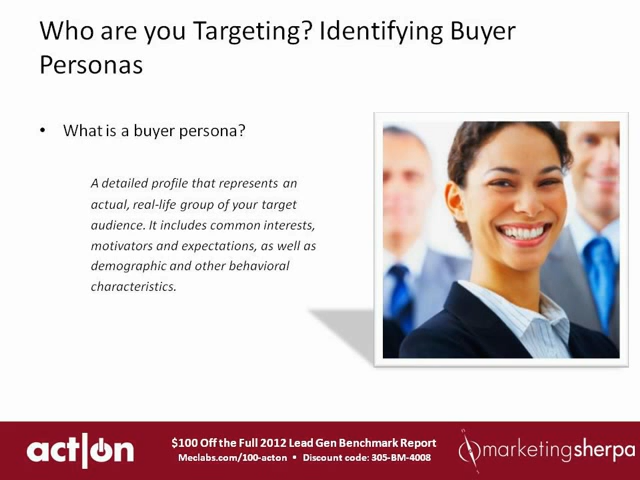 Who are you Targeting? Identifying Buyer
Personas
• What is a buyer persona?
A detailed profile that represents an
actual, real-life group of your target
audience. It includes common interests,
motivators and expectations, as well as
demographic and other behavioral
characteristics.
act|on
$100 Off the Full 2012 Lead Gen Benchmark Report
Meclabs.com/100-acton ▪ Discount code: 305-BM-4008
marketingsherpa